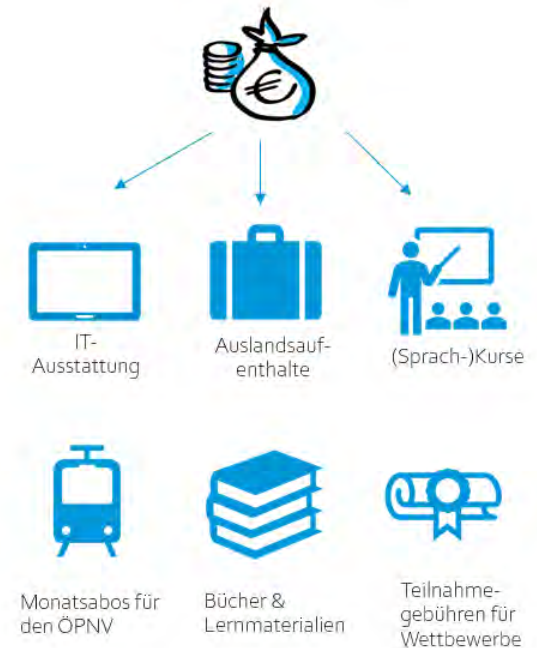 €
IT-
Ausstattung
Auslandsauf-
enthalte
(Sprach-)Kurse
Monatsabos für
den ÖPNV
Bücher &
Lernmaterialien
Teilnahme-
gebühren für
Wettbewerbe